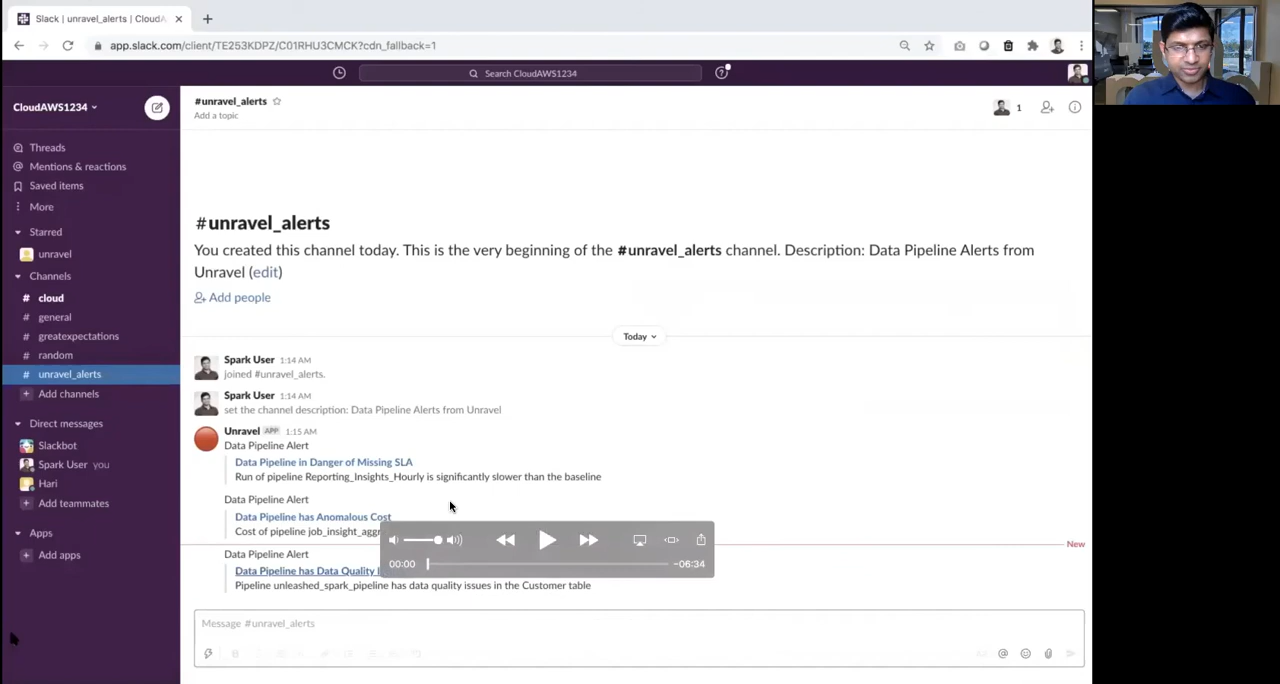 Slack | unravel_alerts | CloudA
app.slack.com/client/TE253KDPZ/C01RHU3CMCK?cdn_fallback=1
Search CloudAWS1234
CloudAWS1234
Threads
Mentions & reactions
Saved items
More
Starred
unravel
Channels
cloud
# general
# greatexpectations
# random
# unravel_alerts
+ Add channels
Direct messages
Slackbot
Spark User you
Hari
+ Add teammates
Apps
+ Add apps
#unravel_alerts
Add a topic
1
#unravel_alerts
You created this channel today. This is the very beginning of the #unravel_alerts channel. Description: Data Pipeline Alerts from
Unravel (edit)
Add people
Today
Spark User 1:14 AM
joined #unravel_alerts.
Spark User 1:14 AM
set the channel description: Data Pipeline Alerts from Unravel
Unravel APP 1:15 AM
Data Pipeline Alert
Data Pipeline in Danger of Missing SLA
Run of pipeline Reporting_Insights_Hourly is significantly slower than the baseline
Data Pipeline Alert
Data Pipeline has Anomalous Cost
Cost of pipeline
New
Data Pipeline Alert
Data Pipeline has Data Quality
Pipeline unleashed_spark_pipeline has data quality issues in the Customer table
00:00
-06:34
Message #unravel_alerts